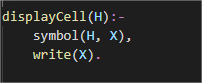 displayCell(H):-
    symbol(H, X),
    write(X).